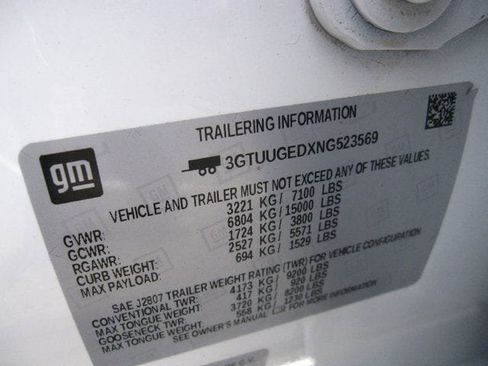 TRAILERING INFORMATION
gm
3GTUUGEDXNG523569
VEHICLE AND TRAILER MUST NOT EXCEED ANY OF THESE VALUES
GVWR: 3221 KG/ 7100 LBS
GCWR: 6804 KG/ 15000 LBS
RGAWR: 1724 KG/ 3800 LBS
CURB WEIGHT: 2527 KG/ 5571 LBS
MAX PAYLOAD: 694 KG/ 1529 LBS
SAE J2807 TRAILER WEIGHT RATING (TWR) FOR VEHICLE CONFIGURATION
CONVENTIONAL TWR: 4173 KG/ 9200 LBS
MAX TONGUE WEIGHT: 417 KG/ 920 LBS
GOOSENECK TWR: 3720 KG/ 8200 LBS
MAX TONGUE WEIGHT: 558 KG/ 1230 LBS
SEE OWNER'S MANUAL FOR MORE INFORMATION